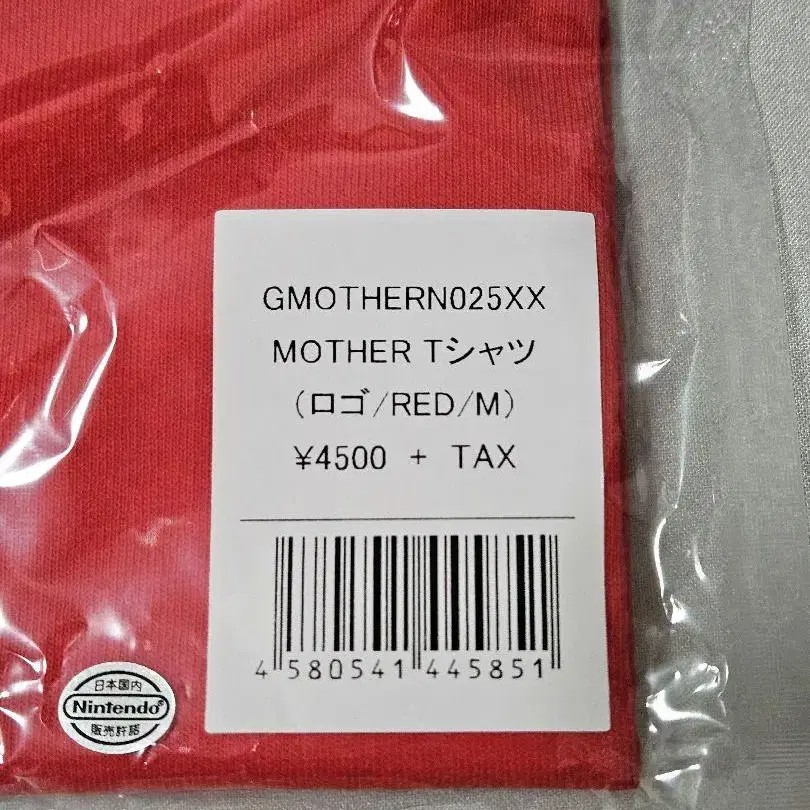 GMOTHERN025XX
MOTHER Tシャツ
(ロゴ/RED/M)
¥4500 + TAX
4 580541 445851
日本国内
Nintendo®
販売許諾